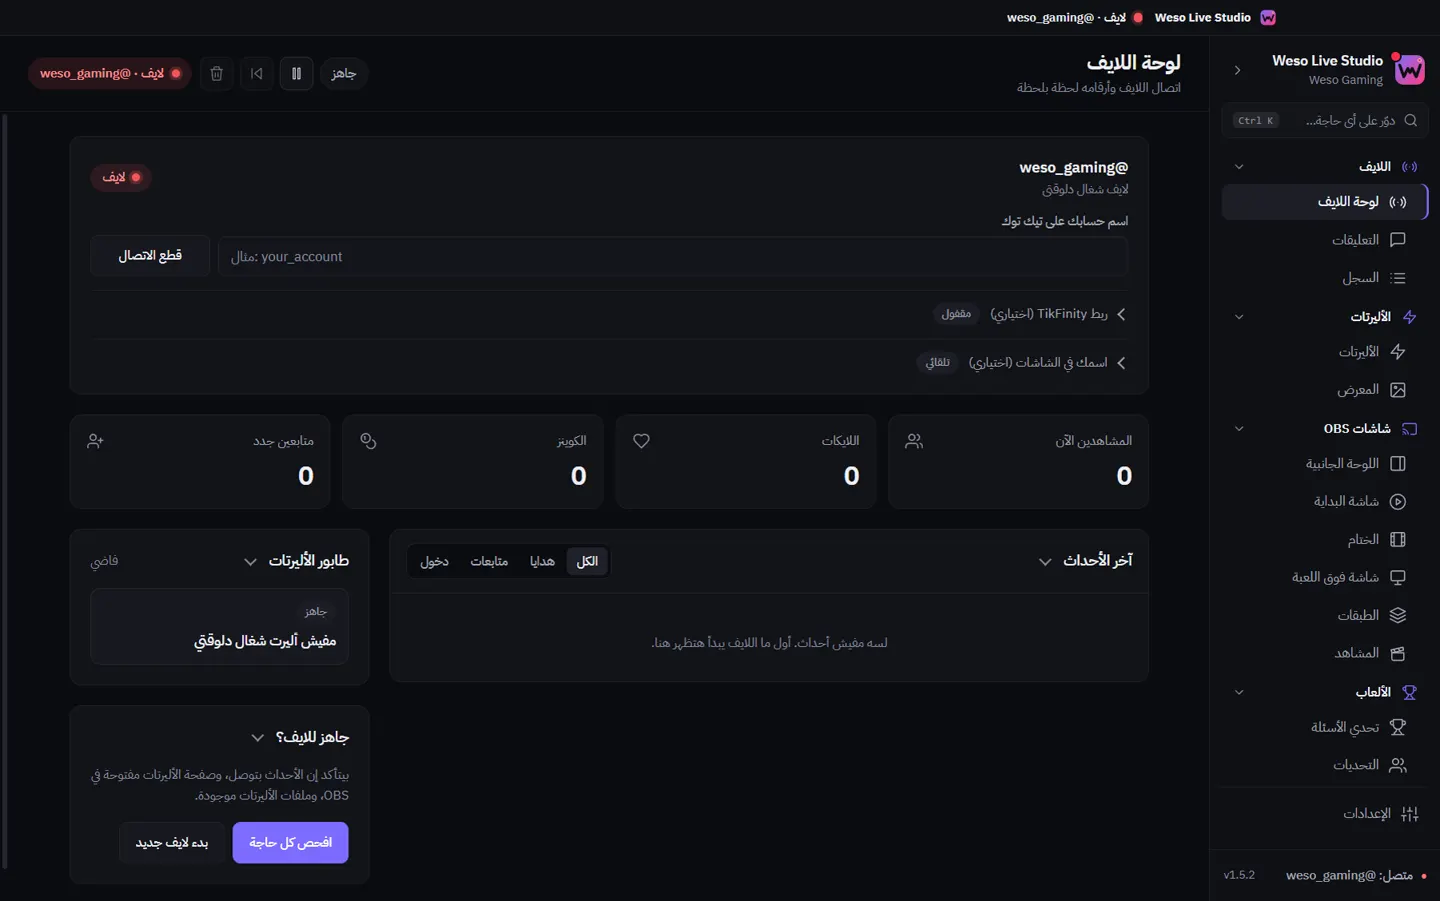 Weso Live Studio
لايف · @weso_gaming
Weso Live Studio
Weso Gaming
دوّر على أي حاجة...
Ctrl K
اللايف
لوحة اللايف
التعليقات
السجل
الأليرتات
الأليرتات
المعرض
شاشات OBS
اللوحة الجانبية
شاشة البداية
الختام
شاشة فوق اللعبة
الطبقات
المشاهد
الألعاب
تحدي الأسئلة
التحديات
الإعدادات
متصل: @weso_gaming
v1.5.2
لوحة اللايف
اتصال اللايف وأرقامه لحظة بلحظة
جاهز
لايف · @weso_gaming
@weso_gaming
لايف
لايف شغال دلوقتى
اسم حسابك على تيك توك
مثال: your_account
قطع الاتصال
ربط TikFinity (اختياري)
مقفول
اسمك في الشاشات (اختياري)
تلقائي
المشاهدين الآن
0
اللايكات
0
الكوينز
0
متابعين جدد
0
آخر الأحداث
الكل
هدايا
متابعات
دخول
لسه مفيش أحداث. أول ما اللايف يبدأ هتظهر هنا.
طابور الأليرتات
فاضي
جاهز
مفيش أليرت شغال دلوقتي
جاهز للايف؟
بيتأكد إن الأحداث بتوصل، وصفحة الأليرتات مفتوحة في
OBS، وملفات الأليرتات موجودة.
افحص كل حاجة
بدء لايف جديد